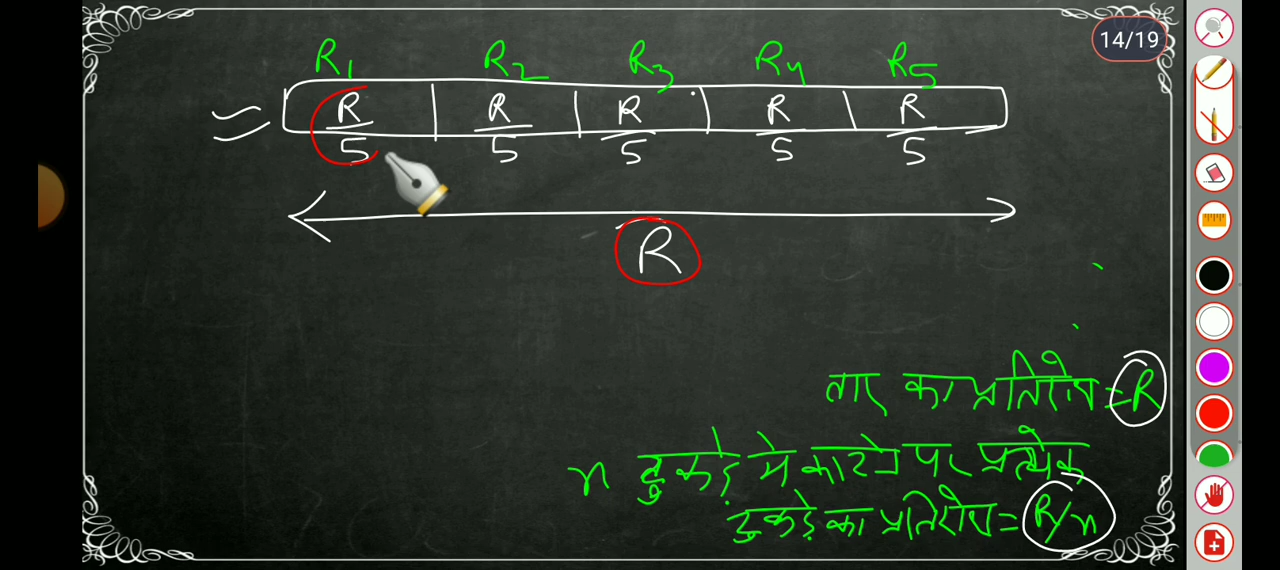 14/19
R1 R2 R3 R4 R5
R/5 R/5 R/5 R/5 R/5
R
तार का प्रतिरोध = R
n टुकड़े मे काटने पर प्रत्येक
टुकड़े का प्रतिरोध = R/n